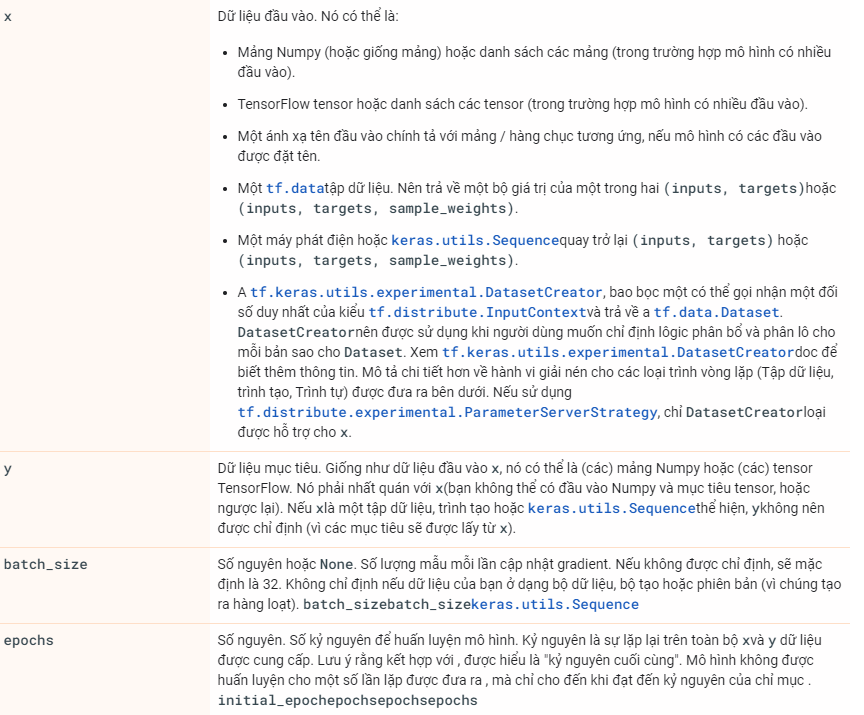 x
Dữ liệu đầu vào. Nó có thể là:
• Mảng Numpy (hoặc giống mảng) hoặc danh sách các mảng (trong trường hợp mô hình có nhiều
đầu vào).
• TensorFlow tensor hoặc danh sách các tensor (trong trường hợp mô hình có nhiều đầu vào).
• Một ánh xạ tên đầu vào chính tả với mảng / hàng chục tương ứng, nếu mô hình có các đầu vào
được đặt tên.
• Một tf.datatập dữ liệu. Nên trả về một bộ giá trị của một trong hai (inputs, targets)hoặc
(inputs, targets, sample_weights).
• Một máy phát điện hoặc keras.utils.Sequencequay trở lại (inputs, targets) hoặc
(inputs, targets, sample_weights).
• A tf.keras.utils.experimental.DatasetCreator, bao bọc một có thể gọi nhận một đối
số duy nhất của kiểu tf.distribute.InputContextvà trả về a tf.data.Dataset.
DatasetCreatornên được sử dụng khi người dùng muốn chỉ định lôgic phân bổ và phân lô cho
mỗi bản sao cho Dataset. Xem tf.keras.utils.experimental.DatasetCreatordoc để
biết thêm thông tin. Mô tả chi tiết hơn về hành vi giải nén cho các loại trình vòng lặp (Tập dữ liệu,
trình tạo, Trình tự) được đưa ra bên dưới. Nếu sử dụng
tf.distribute.experimental.ParameterServerStrategy, chỉ DatasetCreatorloại
được hỗ trợ cho x.
y
Dữ liệu mục tiêu. Giống như dữ liệu đầu vào x, nó có thể là (các) mảng Numpy hoặc (các) tensor
TensorFlow. Nó phải nhất quán với x(bạn không thể có đầu vào Numpy và mục tiêu tensor, hoặc
ngược lại). Nếu xlà một tập dữ liệu, trình tạo hoặc keras.utils.Sequencethể hiện, ykhông nên
được chỉ định (vì các mục tiêu sẽ được lấy từ x).
batch_size
Số nguyên hoặc None. Số lượng mẫu mỗi lần cập nhật gradient. Nếu không được chỉ định, sẽ mặc
định là 32. Không chỉ định nếu dữ liệu của bạn ở dạng bộ dữ liệu, bộ tạo hoặc phiên bản (vì chúng tạo
ra hàng loạt). batch_sizebatch_sizekeras.utils.Sequence
epochs
Số nguyên. Số kỷ nguyên để huấn luyện mô hình. Kỷ nguyên là sự lặp lại trên toàn bộ xvà y dữ liệu
được cung cấp. Lưu ý rằng kết hợp với , được hiểu là "kỷ nguyên cuối cùng". Mô hình không được
huấn luyện cho một số lần lặp được đưa ra , mà chỉ cho đến khi đạt đến kỷ nguyên của chỉ mục .
initial_epochepochsepochsepochs